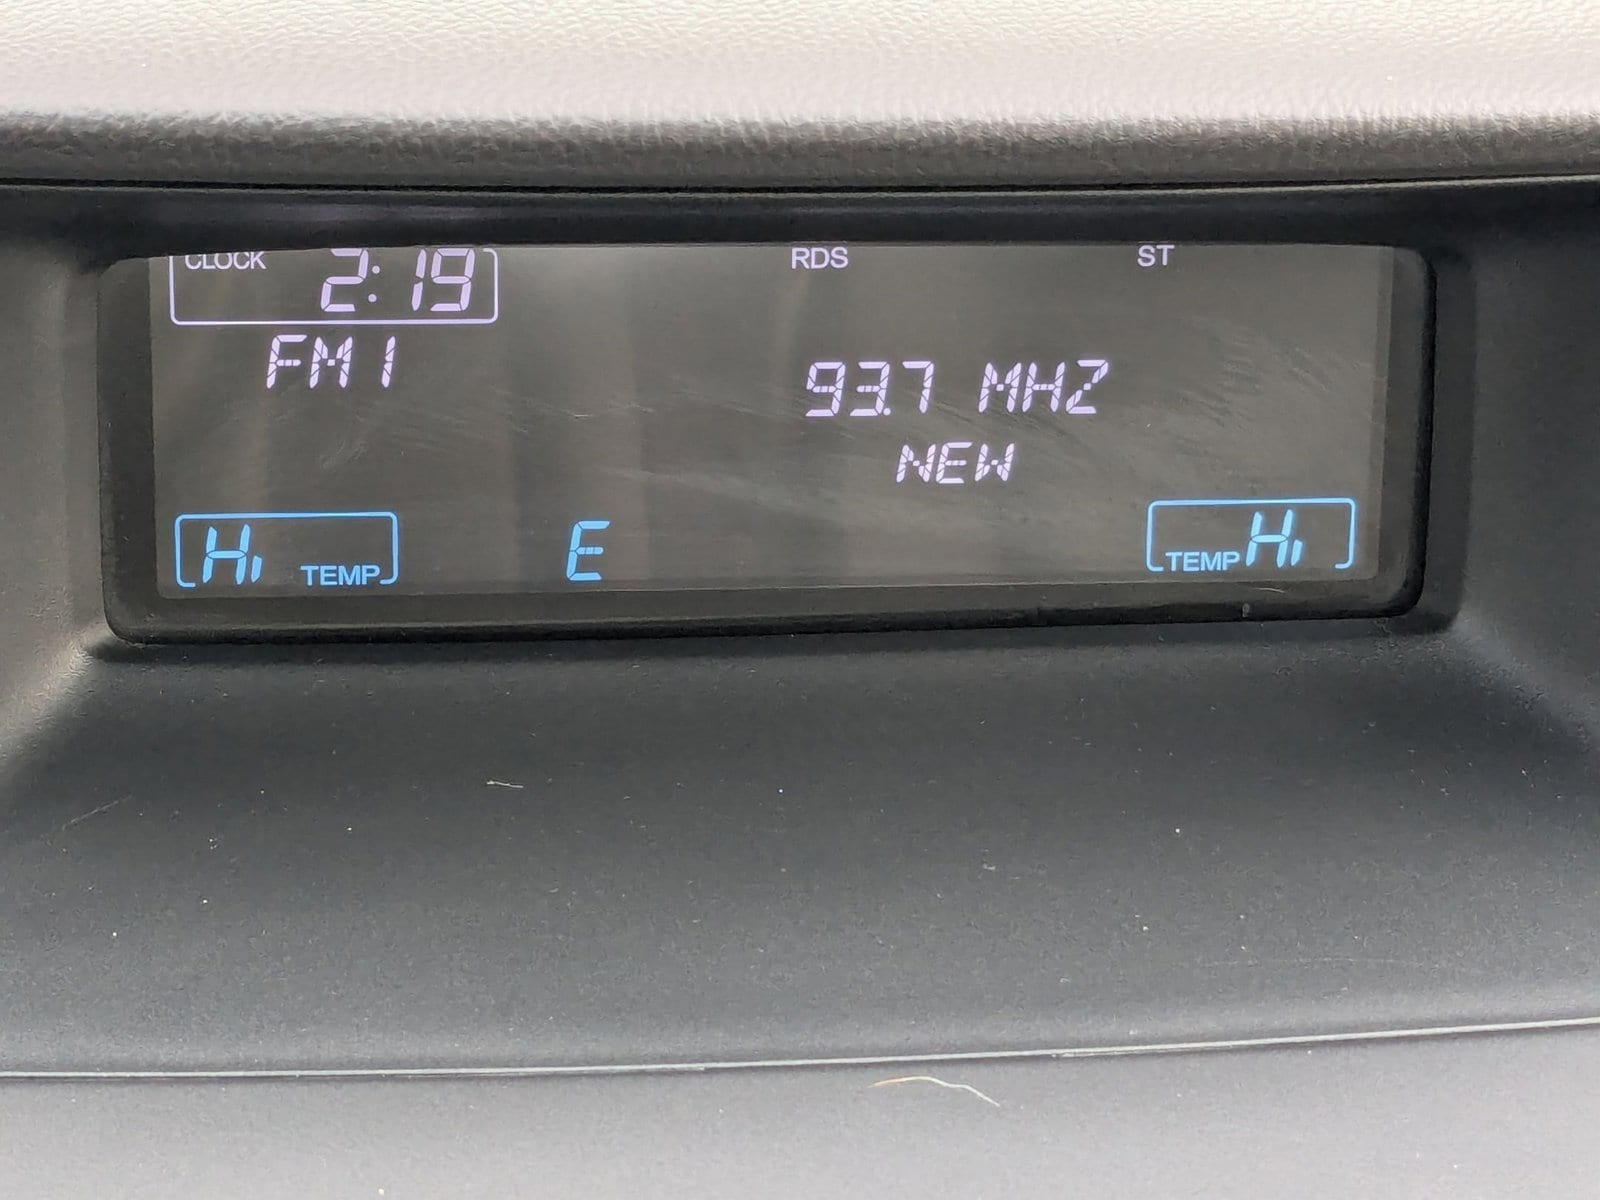 CLOCK 2:19 RDS ST
FM1
93.7 MHZ
NEW
Hi TEMP E TEMP Hi